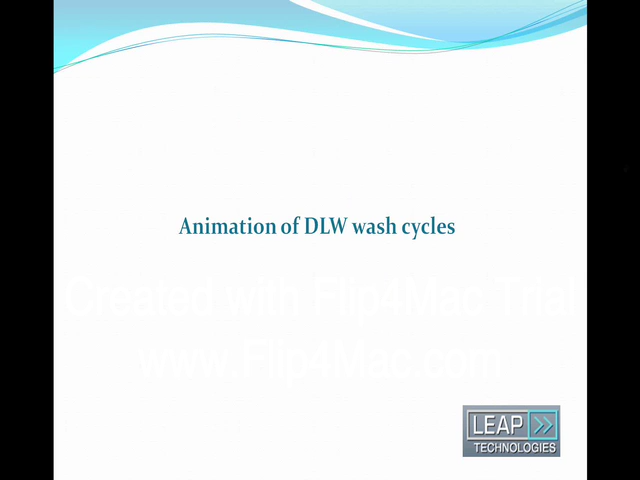 Animation of DLW wash cycles
Created with Flip4Mac Trial
www.Flip4Mac.com
LEAP >>
TECHNOLOGIES